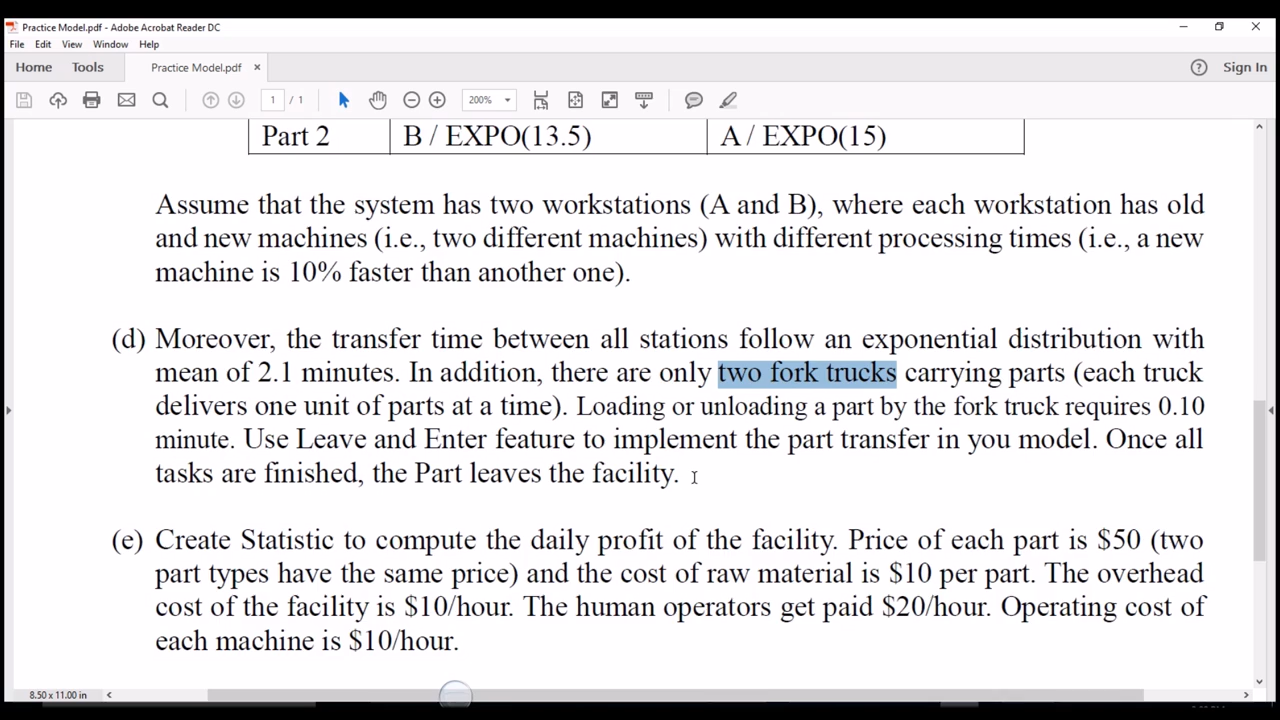 Practice Model.pdf - Adobe Acrobat Reader DC
File Edit View Window Help
Home Tools Practice Model.pdf × ? Sign In
1 / 1 200%
Part 2 B / EXPO(13.5) A / EXPO(15)
Assume that the system has two workstations (A and B), where each workstation has old
and new machines (i.e., two different machines) with different processing times (i.e., a new
machine is 10% faster than another one).
(d) Moreover, the transfer time between all stations follow an exponential distribution with
mean of 2.1 minutes. In addition, there are only two fork trucks carrying parts (each truck
delivers one unit of parts at a time). Loading or unloading a part by the fork truck requires 0.10
minute. Use Leave and Enter feature to implement the part transfer in you model. Once all
tasks are finished, the Part leaves the facility.
(e) Create Statistic to compute the daily profit of the facility. Price of each part is $50 (two
part types have the same price) and the cost of raw material is $10 per part. The overhead
cost of the facility is $10/hour. The human operators get paid $20/hour. Operating cost of
each machine is $10/hour.
8.50 x 11.00 in